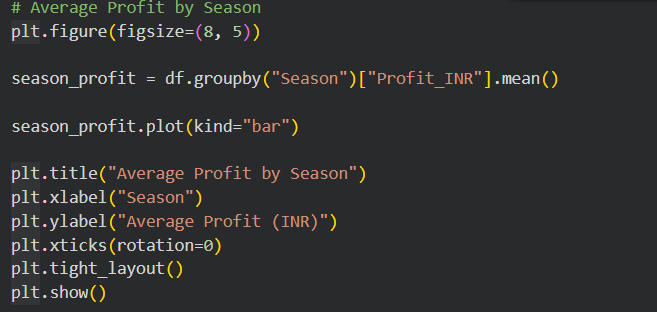 # Average Profit by Season
plt.figure(figsize=(8, 5))
season_profit = df.groupby("Season")["Profit_INR"].mean()
season_profit.plot(kind="bar")
plt.title("Average Profit by Season")
plt.xlabel("Season")
plt.ylabel("Average Profit (INR)")
plt.xticks(rotation=0)
plt.tight_layout()
plt.show()